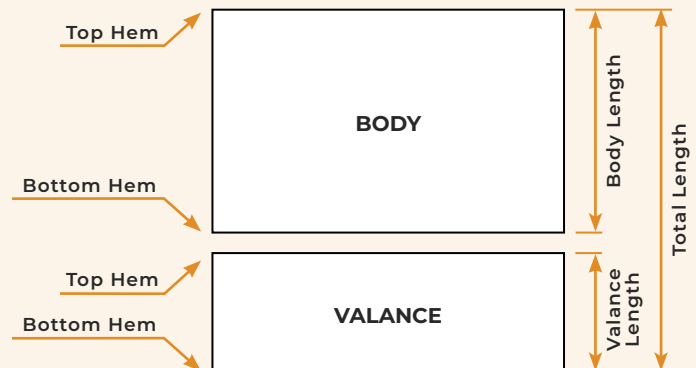 Top Hem
BODY
Body Length
Total Length
Bottom Hem
Top Hem
VALANCE
Valance
Length
Bottom Hem